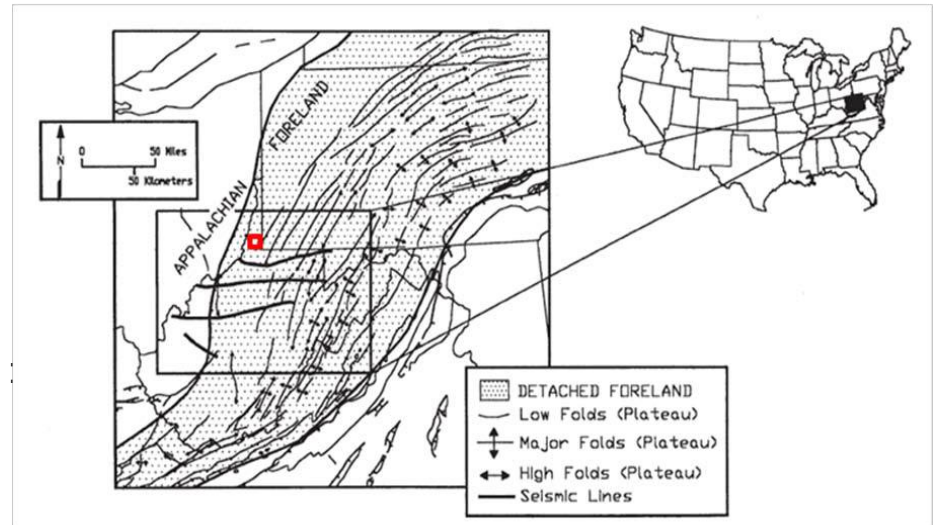 APPALACHIAN FORELAND
N
0 50 Miles
50 Kilometers
DETACHED FORELAND
Low Folds (Plateau)
Major Folds (Plateau)
High Folds (Plateau)
Seismic Lines